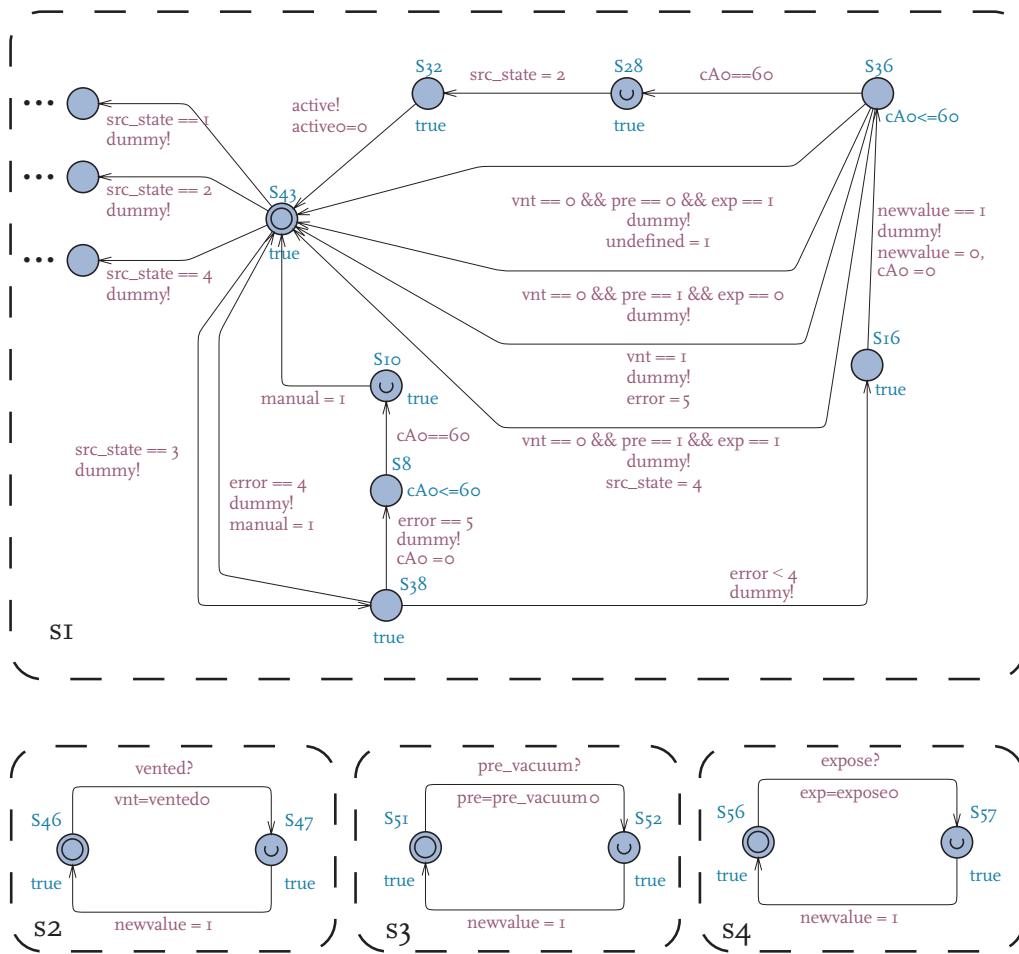 S32
S28
S36
src_state = 2
cA0==60
true
true
cA0<=60
active!
active0=0
...
src_state == 1
dummy!
...
src_state == 2
dummy!
...
src_state == 4
dummy!
S43
true
vnt == 0 && pre == 0 && exp == 1
dummy!
undefined = 1
newvalue == 1
dummy!
newvalue = 0,
cA0 =0
vnt == 0 && pre == 1 && exp == 0
dummy!
S16
true
vnt == 1
dummy!
error = 5
S10
true
manual = 1
cA0==60
vnt == 0 && pre == 1 && exp == 1
dummy!
src_state = 4
src_state == 3
dummy!
S8
cA0<=60
error == 4
dummy!
manual = 1
error == 5
dummy!
cA0 =0
S38
true
error < 4
dummy!
S1
vented?
vnt=vented0
S46
S47
true
true
newvalue = 1
S2
pre_vacuum?
pre=pre_vacuum0
S51
S52
true
true
newvalue = 1
S3
expose?
exp=expose0
S56
S57
true
true
newvalue = 1
S4